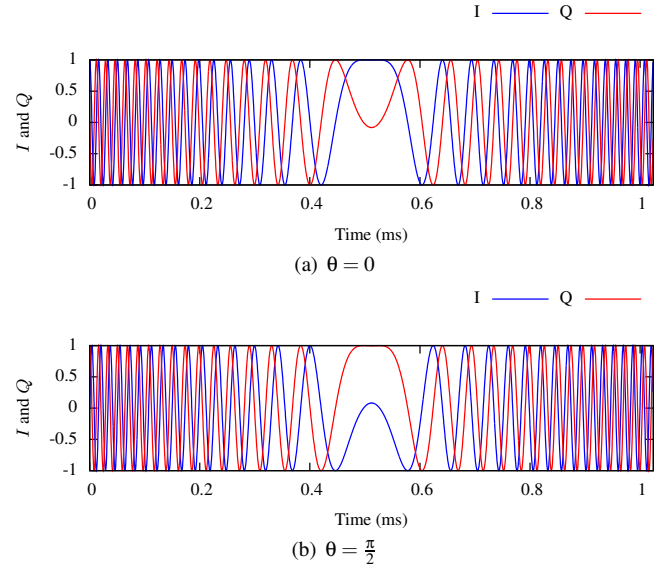 I Q
1
0.5
0
-0.5
-1
I and Q
0 0.2 0.4 0.6 0.8 1
Time (ms)
(a) θ = 0
I Q
1
0.5
0
-0.5
-1
I and Q
0 0.2 0.4 0.6 0.8 1
Time (ms)
(b) θ = π/2